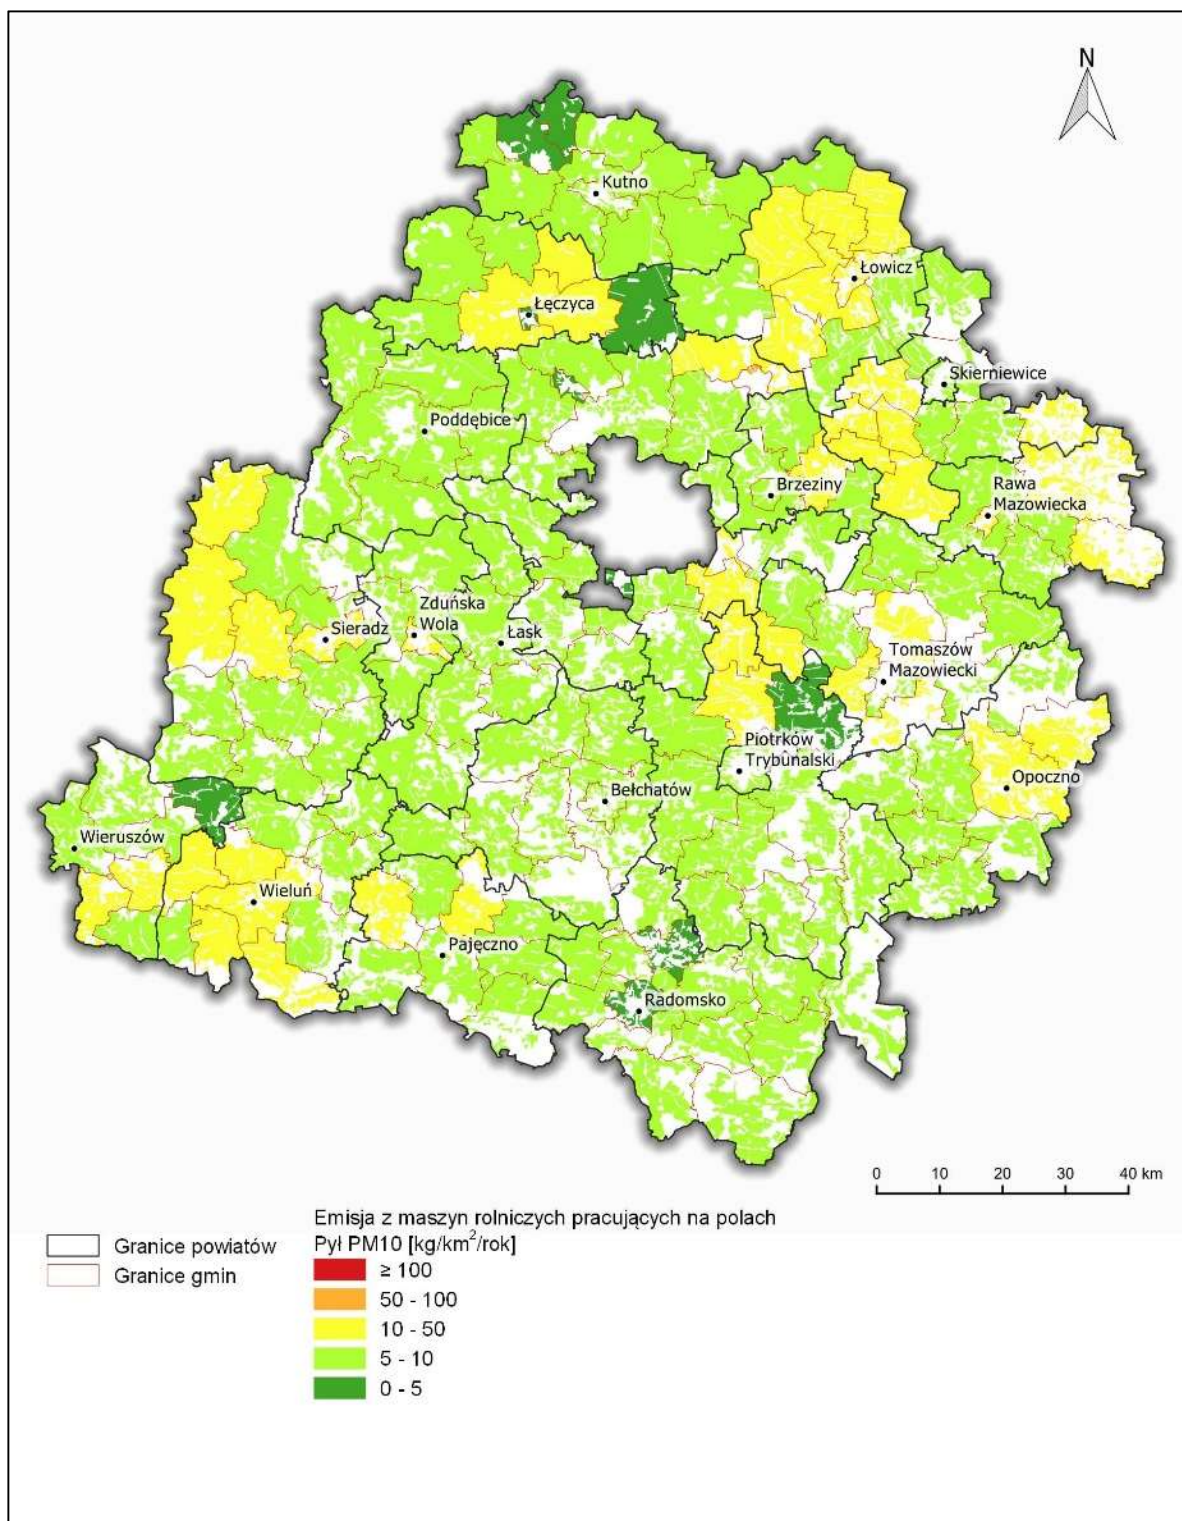 N
Kutno
Łowicz
Łęczyca
Skierniewice
Poddębice
Brzeziny
Rawa
Mazowiecka
Zduńska
Wola
Sieradz
Łask
Tomaszów
Mazowiecki
Piotrków
Trybunalski
Opoczno
Bełchatów
Wieruszów
Wieluń
Pajęczno
Radomsko
0 10 20 30 40 km
Emisja z maszyn rolniczych pracujących na polach
Pył PM10 [kg/km²/rok]
Granice powiatów
Granice gmin
≥ 100
50 - 100
10 - 50
5 - 10
0 - 5